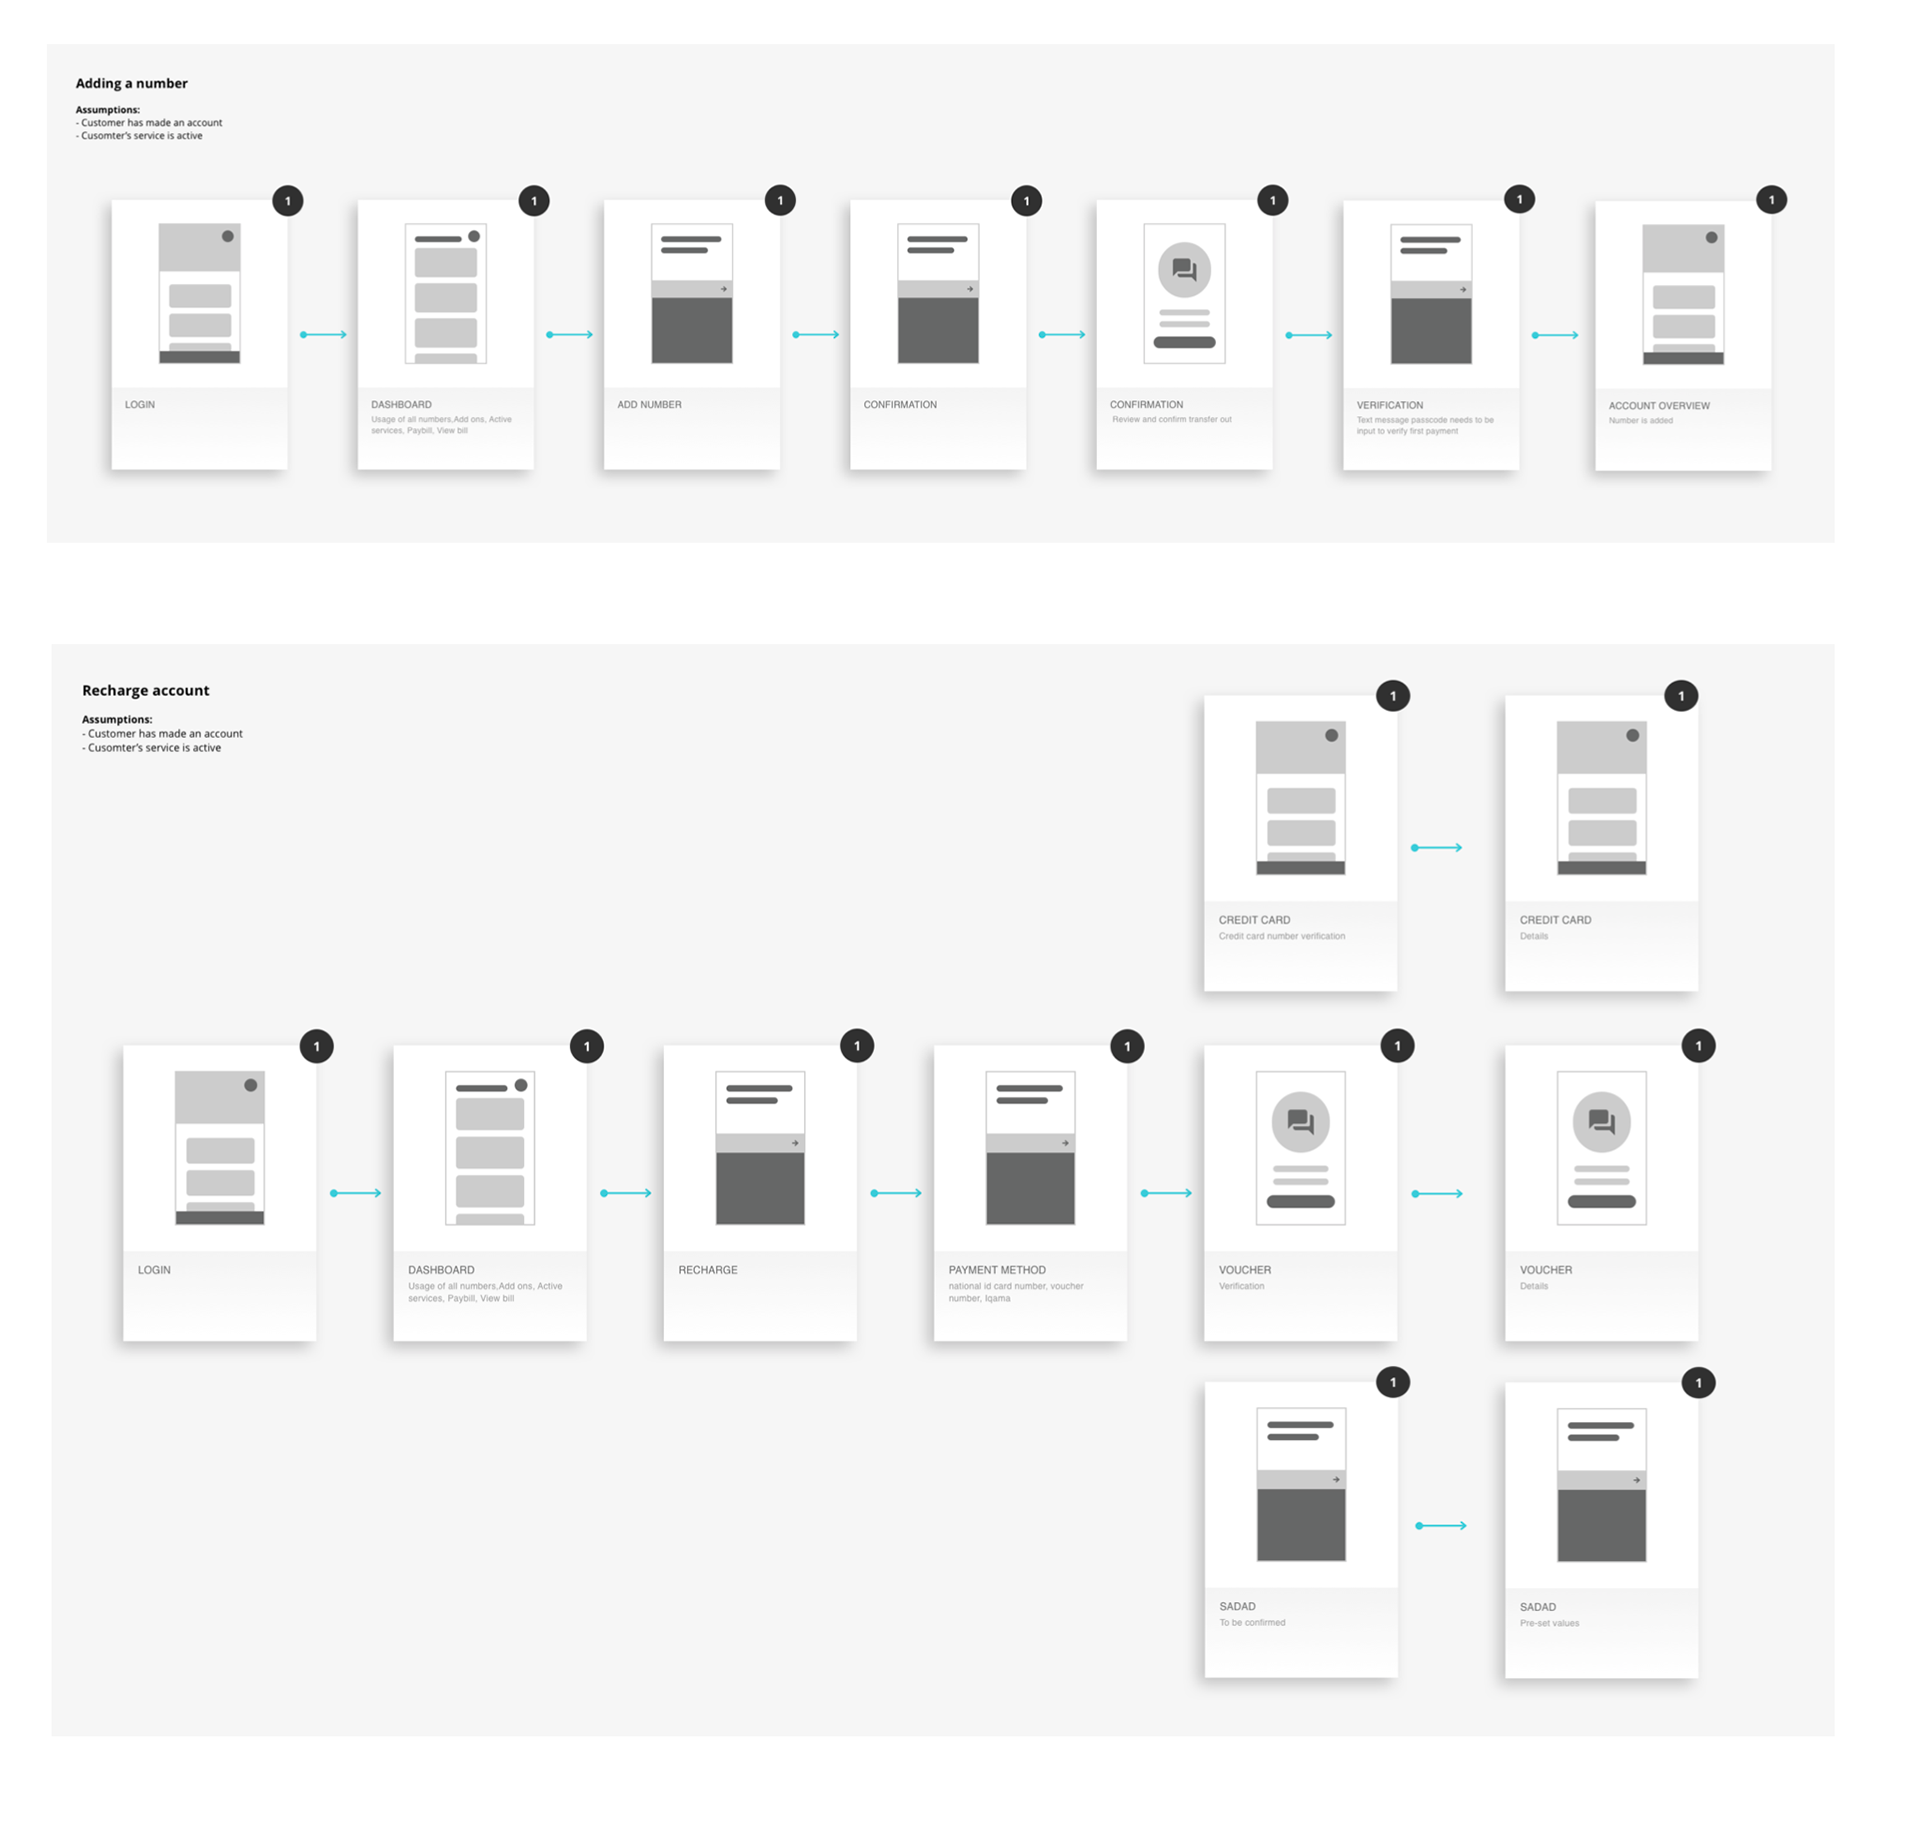 Adding a number
Assumptions:
- Customer has made an account
- Cusomter's service is active
1
1
1
1
1
1
1
LOGIN
DASHBOARD
Usage of all numbers,Add ons, Active
services, Paybill, View bill
ADD NUMBER
CONFIRMATION
CONFIRMATION
Review and confirm transfer out
VERIFICATION
Text message passcode needs to be
input to verify first payment
ACCOUNT OVERVIEW
Number is added
Recharge account
Assumptions:
- Customer has made an account
- Cusomter's service is active
1
1
CREDIT CARD
Credit card number verification
CREDIT CARD
Details
1
1
1
1
1
1
LOGIN
DASHBOARD
Usage of all numbers,Add ons, Active
services, Paybill, View bill
RECHARGE
PAYMENT METHOD
national id card number, voucher
number, Iqama
VOUCHER
Verification
VOUCHER
Details
1
1
SADAD
To be confirmed
SADAD
Pre-set values